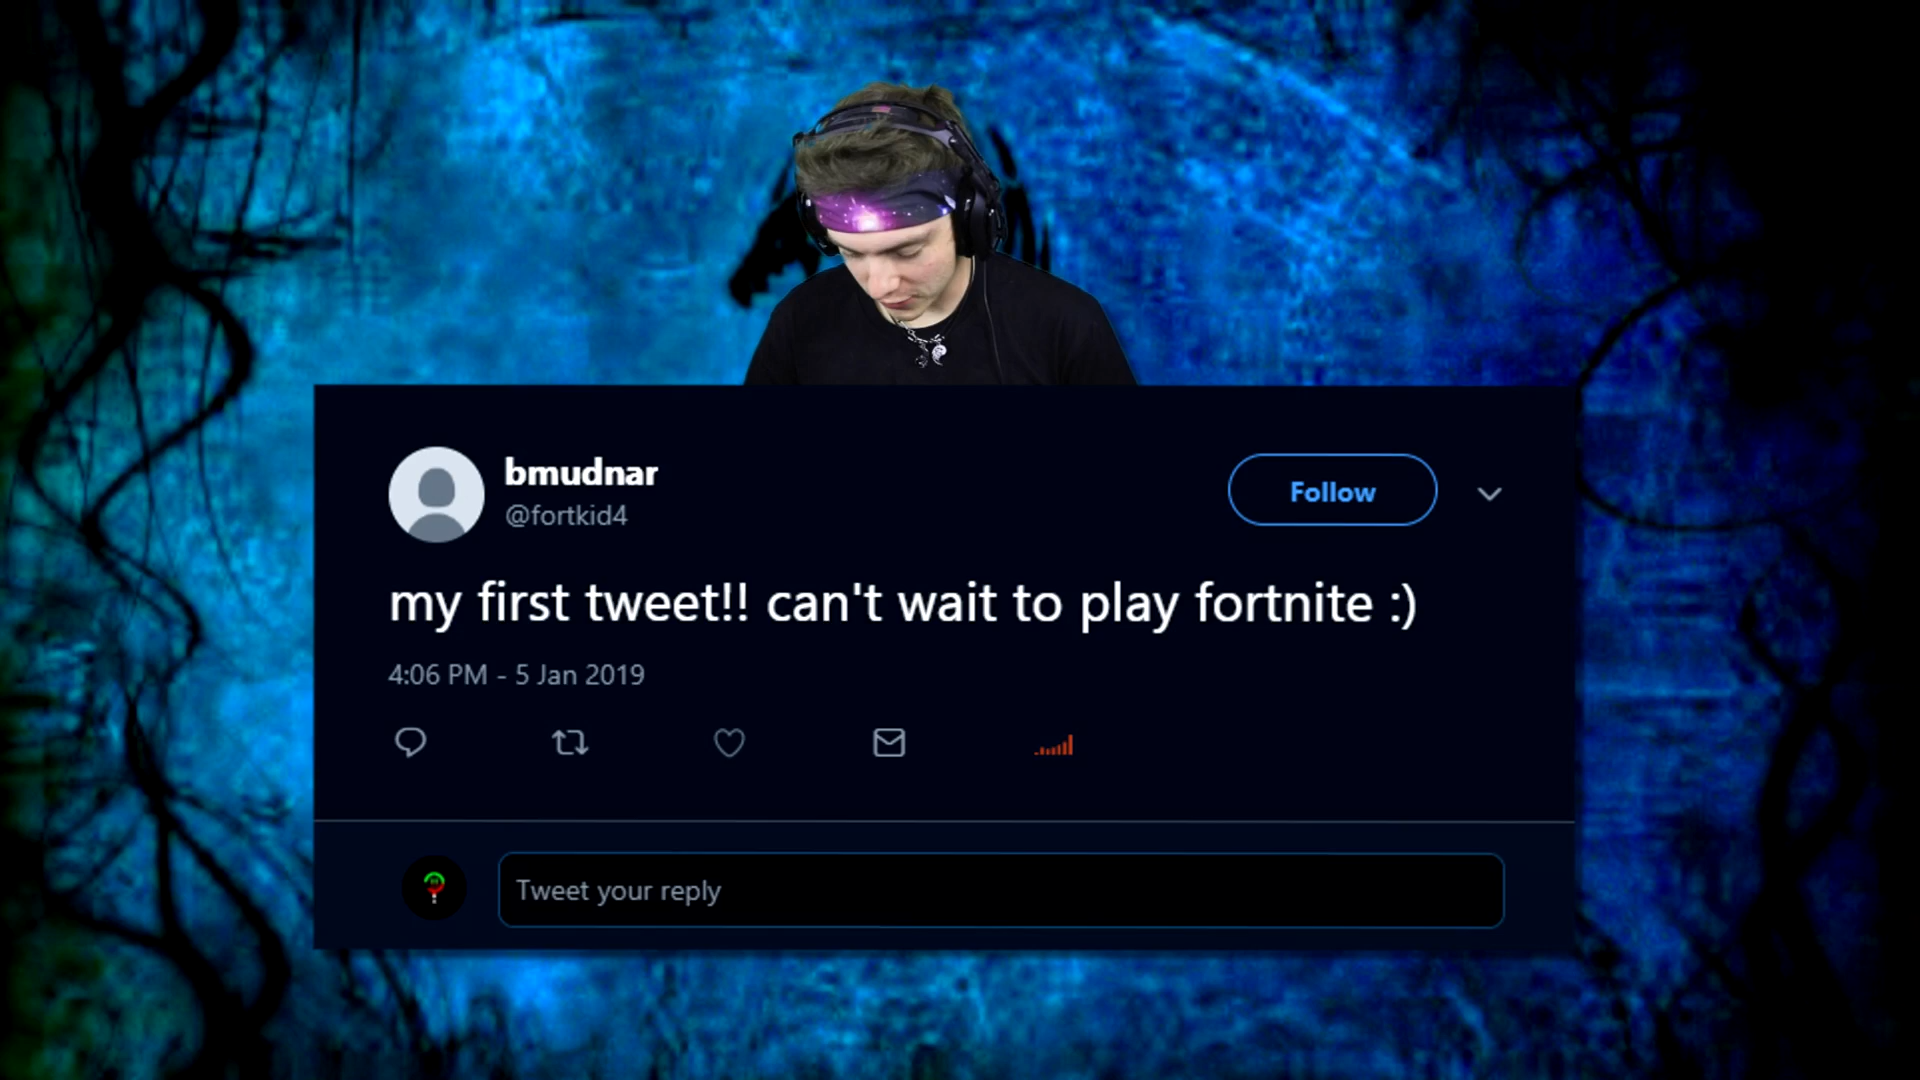 bmudnar
@fortkid4
Follow
my first tweet!! can't wait to play fortnite :)
4:06 PM - 5 Jan 2019
Tweet your reply